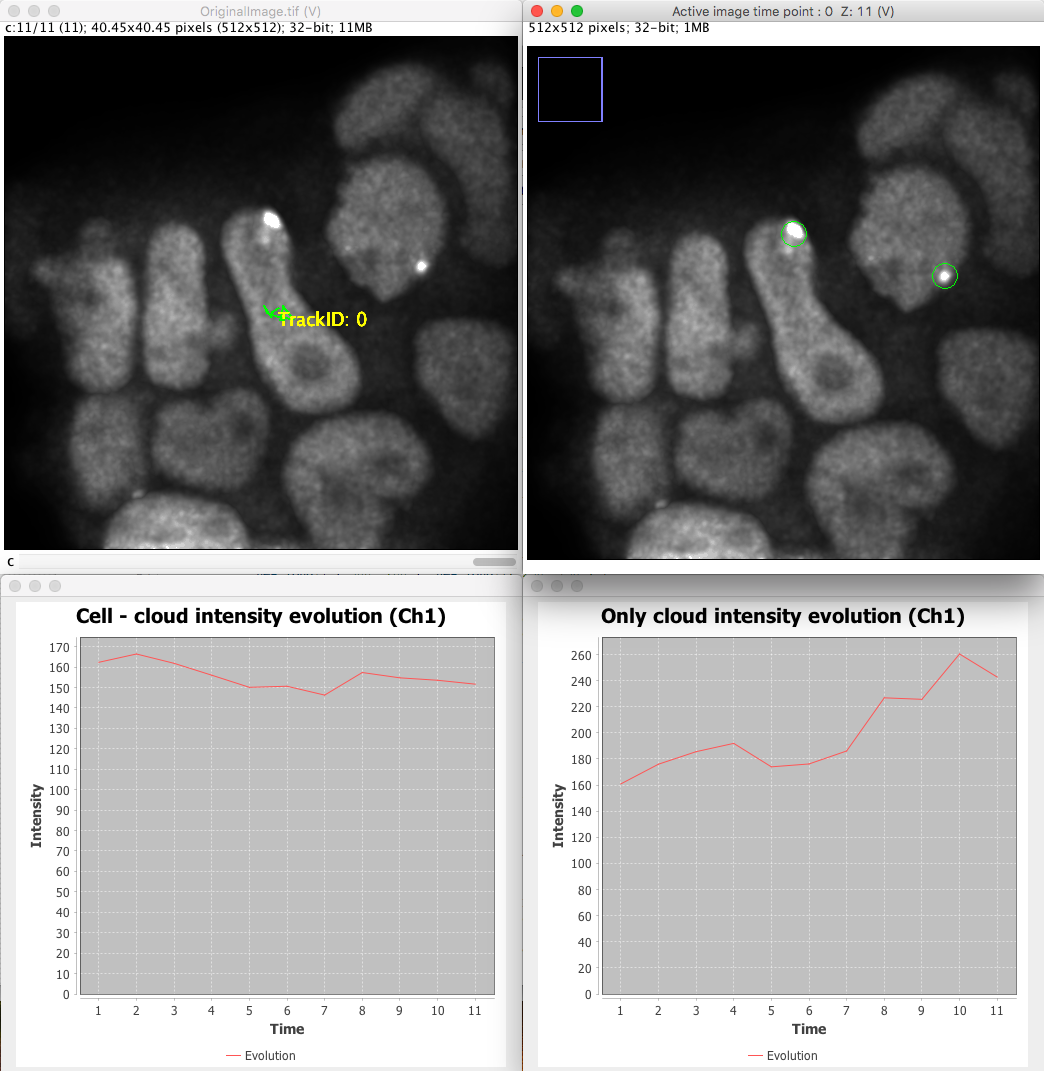 OriginalImage.tif (V)
c:11/11 (11); 40.45x40.45 pixels (512x512); 32-bit; 11MB
TrackID: 0
c
Active image time point : 0 Z: 11 (V)
512x512 pixels; 32-bit; 1MB
Cell - cloud intensity evolution (Ch1)
Intensity
170
160
150
140
130
120
110
100
90
80
70
60
50
40
30
20
10
0
1 2 3 4 5 6 7 8 9 10 11
Time
Evolution
Only cloud intensity evolution (Ch1)
Intensity
260
240
220
200
180
160
140
120
100
80
60
40
20
0
1 2 3 4 5 6 7 8 9 10 11
Time
Evolution